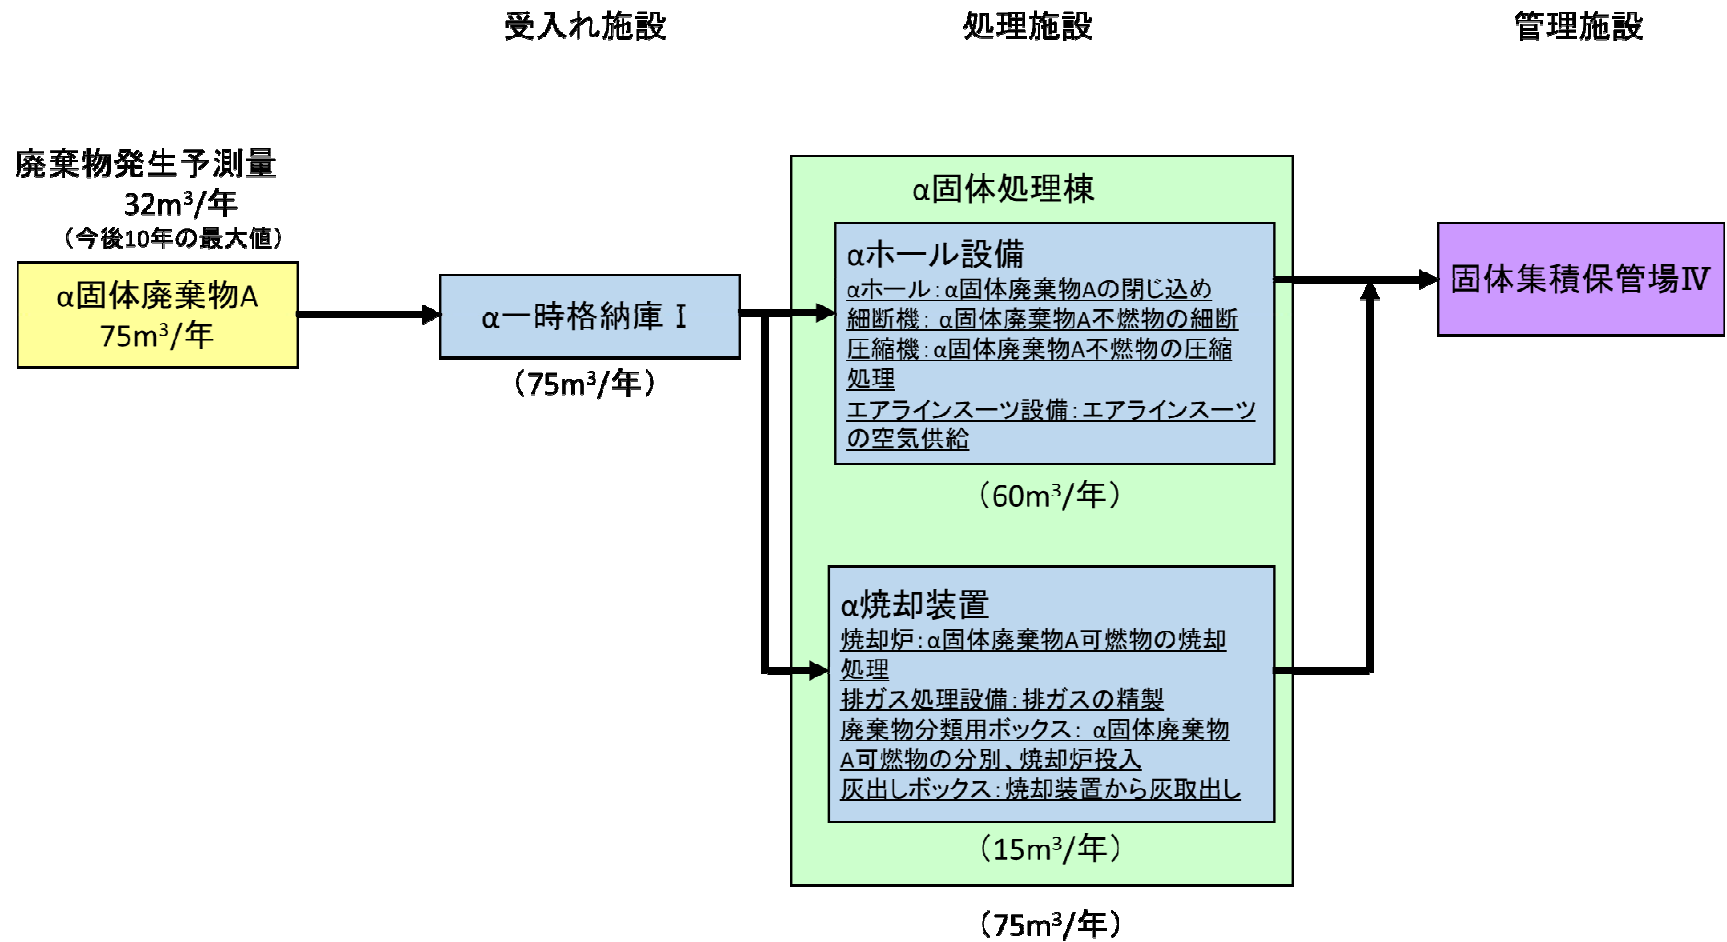 受入れ施設
処理施設
管理施設
廃棄物発生予測量
32m³/年
(今後10年の最大値)
α固体廃棄物A
75m³/年
α一時格納庫Ⅰ
(75m³/年)
α固体処理棟
αホール設備
αホール:α固体廃棄物Aの閉じ込め
細断機: α固体廃棄物A不燃物の細断
圧縮機:α固体廃棄物A不燃物の圧縮
処理
エアラインスーツ設備:エアラインスーツ
の空気供給
(60m³/年)
α焼却装置
焼却炉:α固体廃棄物A可燃物の焼却
処理
排ガス処理設備:排ガスの精製
廃棄物分類用ボックス: α固体廃棄物
A可燃物の分別、焼却炉投入
灰出しボックス:焼却装置から灰取出し
(15m³/年)
(75m³/年)
固体集積保管場Ⅳ